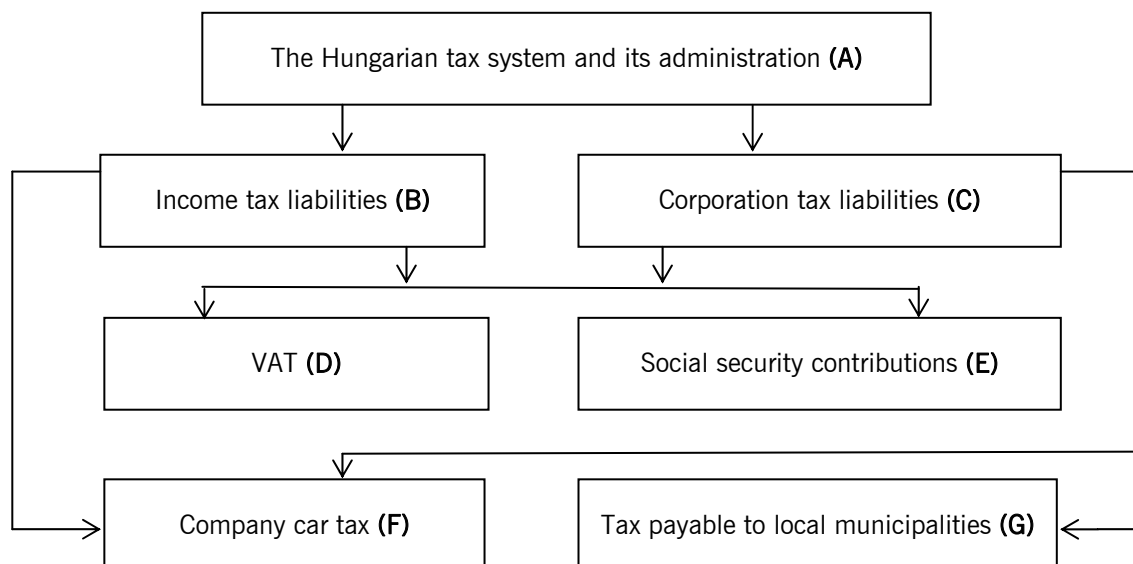 The Hungarian tax system and its administration (A)
Income tax liabilities (B)
Corporation tax liabilities (C)
VAT (D)
Social security contributions (E)
Company car tax (F)
Tax payable to local municipalities (G)